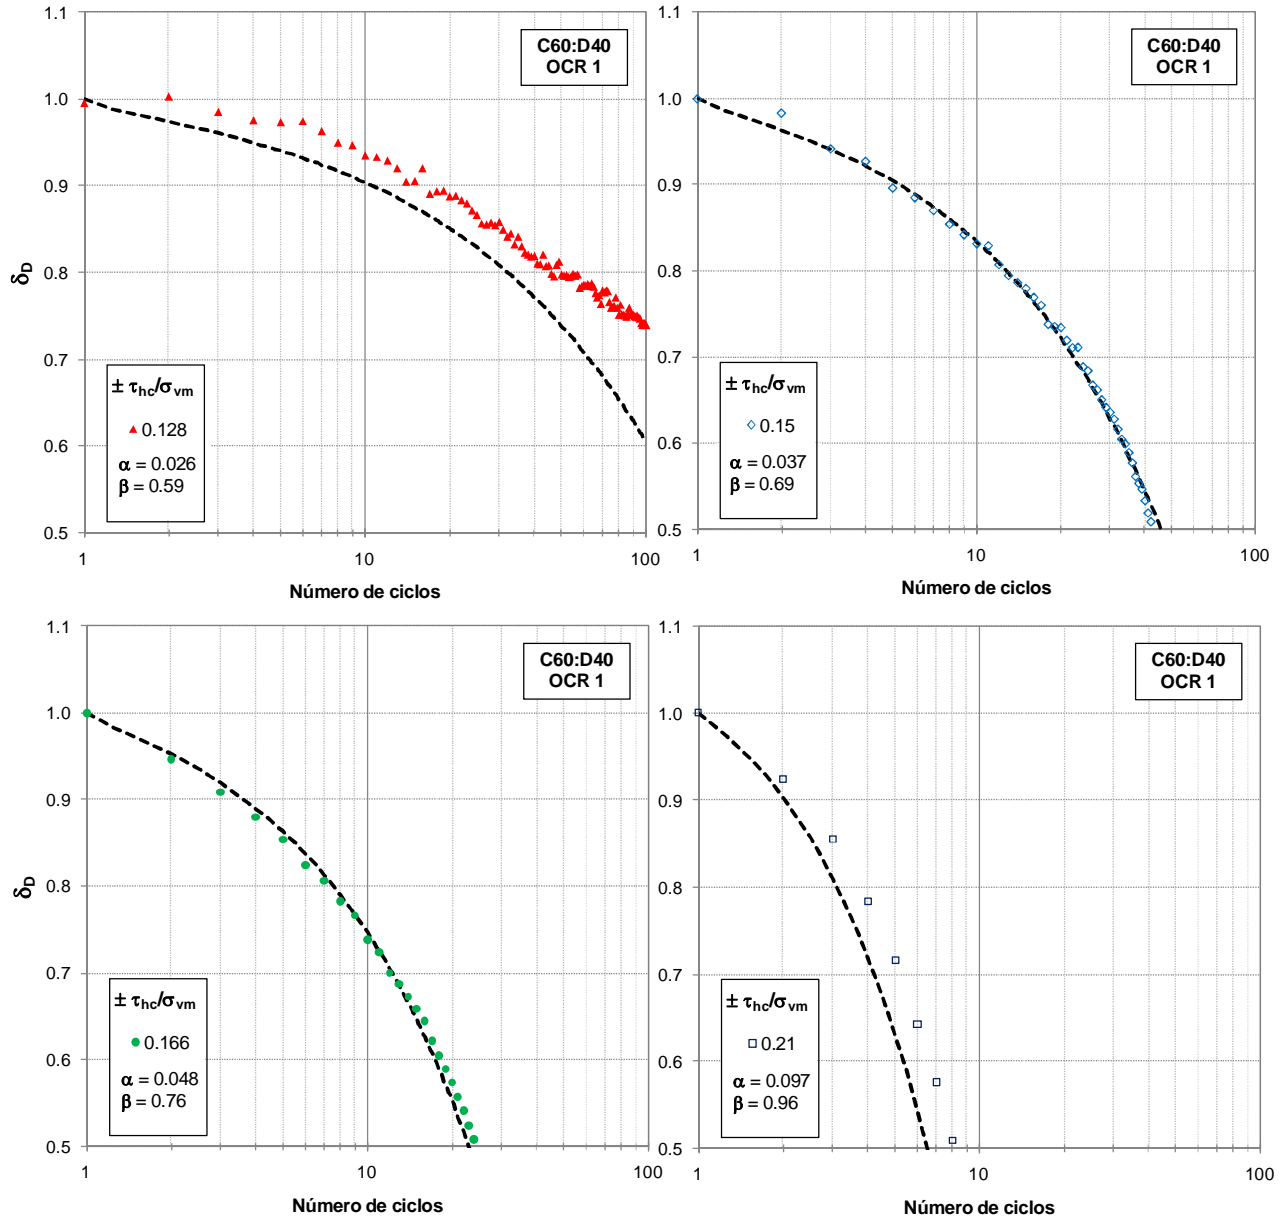 1.1
1.0
0.9
0.8
0.7
0.6
0.5
δD
C60:D40
OCR 1
± τhc/σvm
0.128
α = 0.026
β = 0.59
1
10
100
Número de ciclos
1.1
1.0
0.9
0.8
0.7
0.6
0.5
C60:D40
OCR 1
± τhc/σvm
0.15
α = 0.037
β = 0.69
1
10
100
Número de ciclos
1.1
1.0
0.9
0.8
0.7
0.6
0.5
δD
C60:D40
OCR 1
± τhc/σvm
0.166
α = 0.048
β = 0.76
1
10
100
Número de ciclos
1.1
1.0
0.9
0.8
0.7
0.6
0.5
C60:D40
OCR 1
± τhc/σvm
0.21
α = 0.097
β = 0.96
1
10
100
Número de ciclos